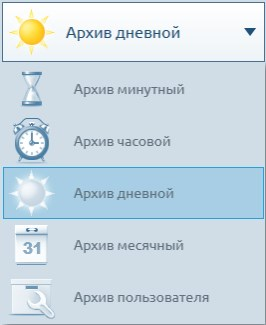 Архив дневной
Архив минутный
Архив часовой
Архив дневной
31
Архив месячный
Архив пользователя